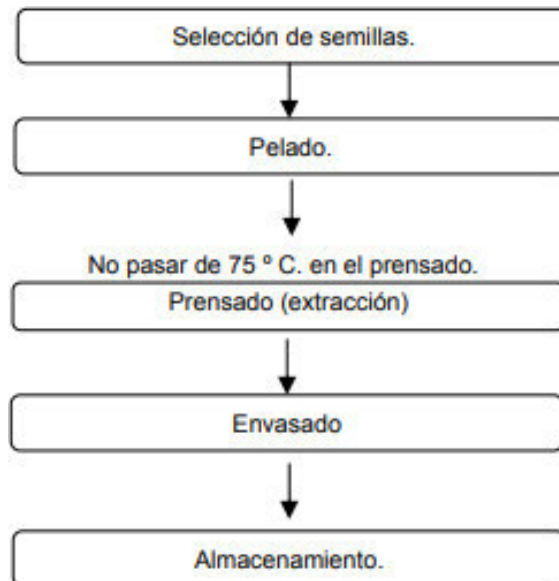 Selección de semillas.
Pelado.
No pasar de 75 º C. en el prensado.
Prensado (extracción)
Envasado
Almacenamiento.